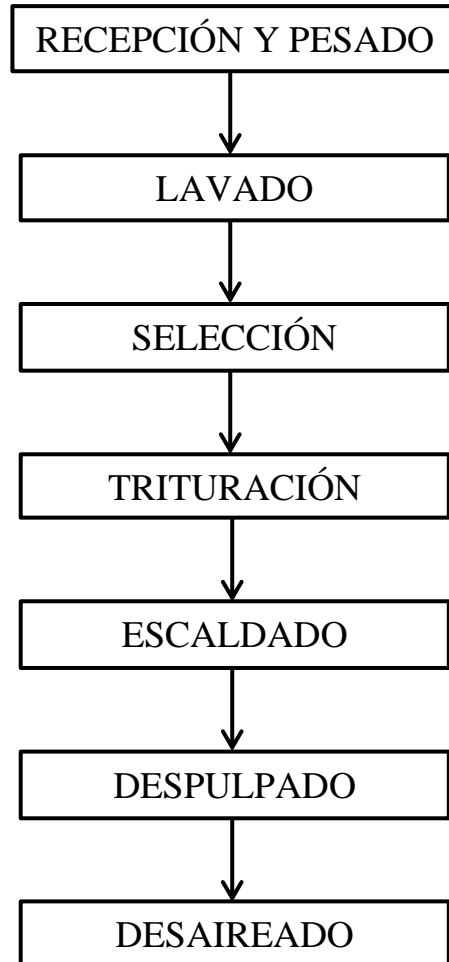 RECEPCIÓN Y PESADO
LAVADO
SELECCIÓN
TRITURACIÓN
ESCALDADO
DESPULPADO
DESAIREADO